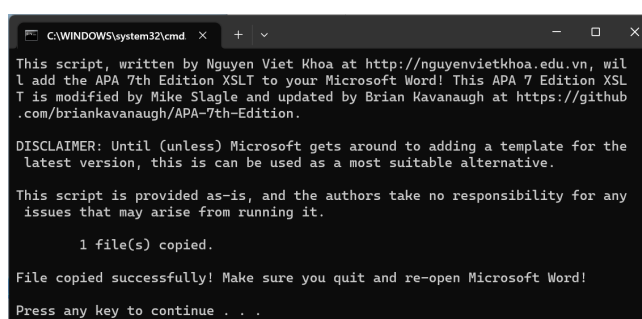 C:\WINDOWS\system32\cmd.
This script, written by Nguyen Viet Khoa at http://nguyenvietkhoa.edu.vn, wil
l add the APA 7th Edition XSLT to your Microsoft Word! This APA 7 Edition XSL
T is modified by Mike Slagle and updated by Brian Kavanaugh at https://github
.com/briankavanaugh/APA-7th-Edition.
DISCLAIMER: Until (unless) Microsoft gets around to adding a template for the
latest version, this is can be used as a most suitable alternative.
This script is provided as-is, and the authors take no responsibility for any
issues that may arise from running it.
1 file(s) copied.
File copied successfully! Make sure you quit and re-open Microsoft Word!
Press any key to continue . . .